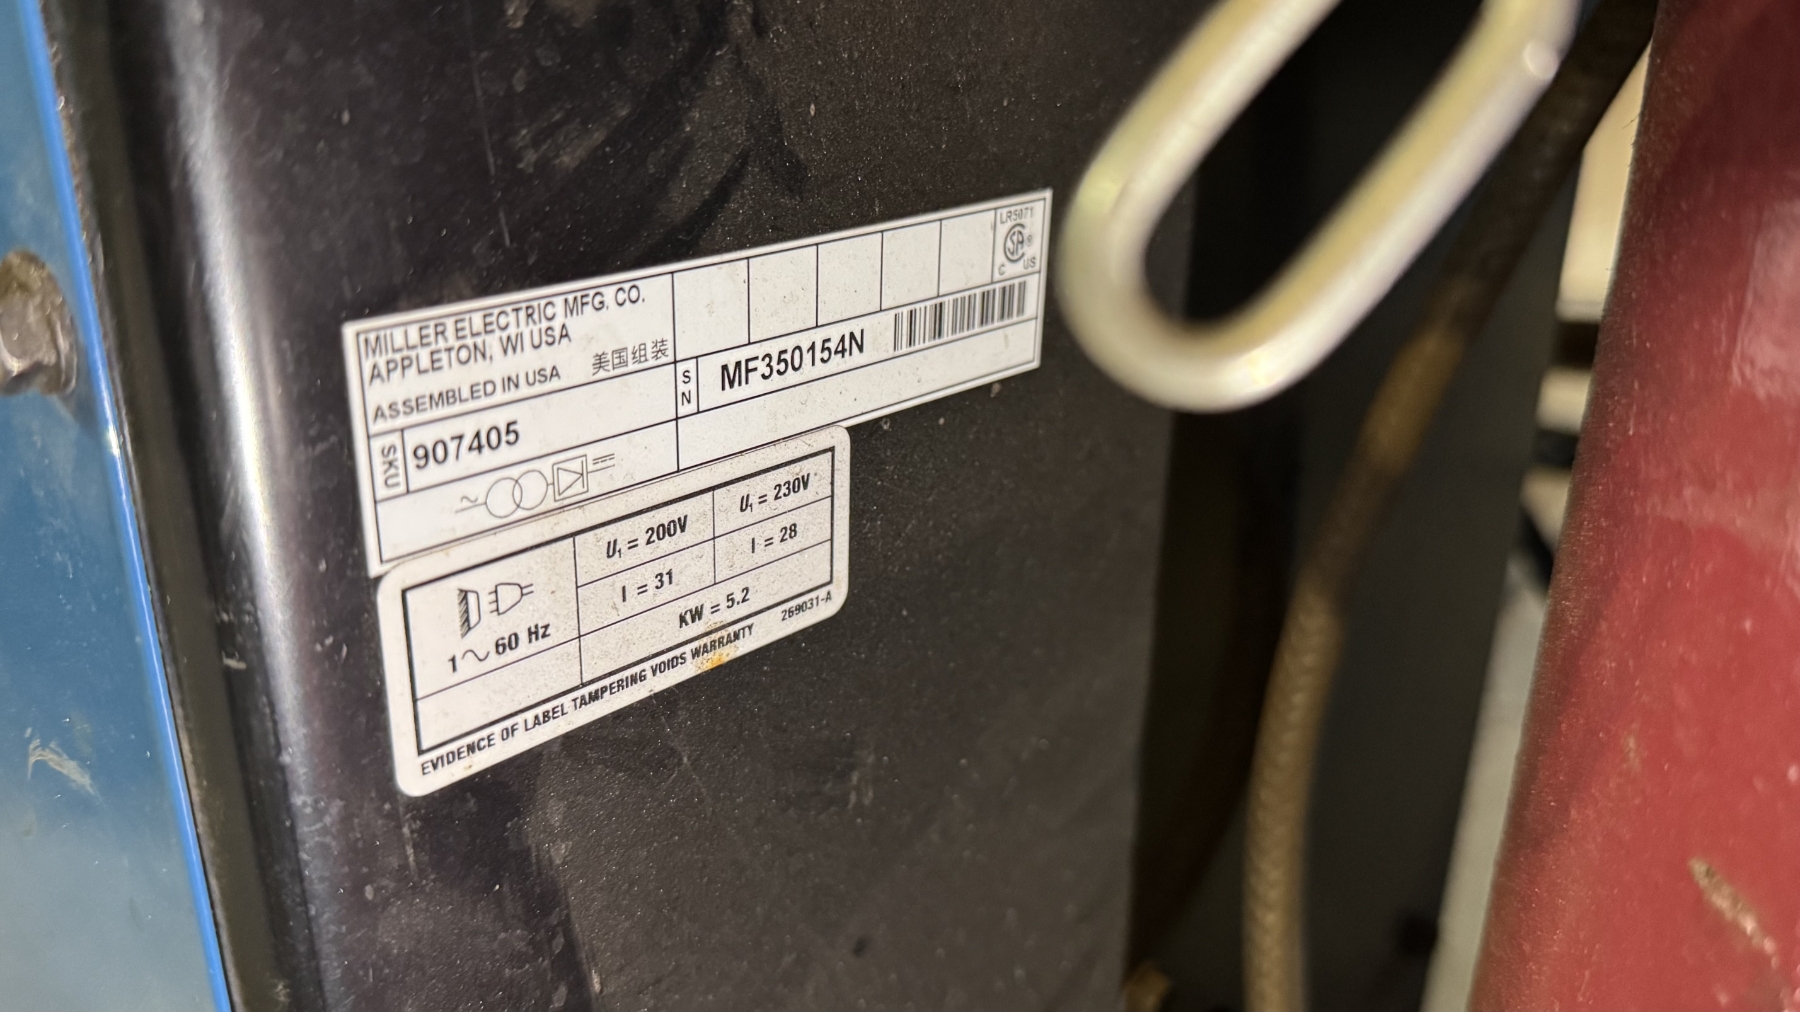 MILLER ELECTRIC MFG. CO.
APPLETON, WI USA
ASSEMBLED IN USA 美国组装
LR5071
CSA®
C US
SKU 907405
SN MF350154N
U₁ = 200V U₁ = 230V
I = 31 I = 28
1~ 60 Hz
KW = 5.2
EVIDENCE OF LABEL TAMPERING VOIDS WARRANTY 269031-A